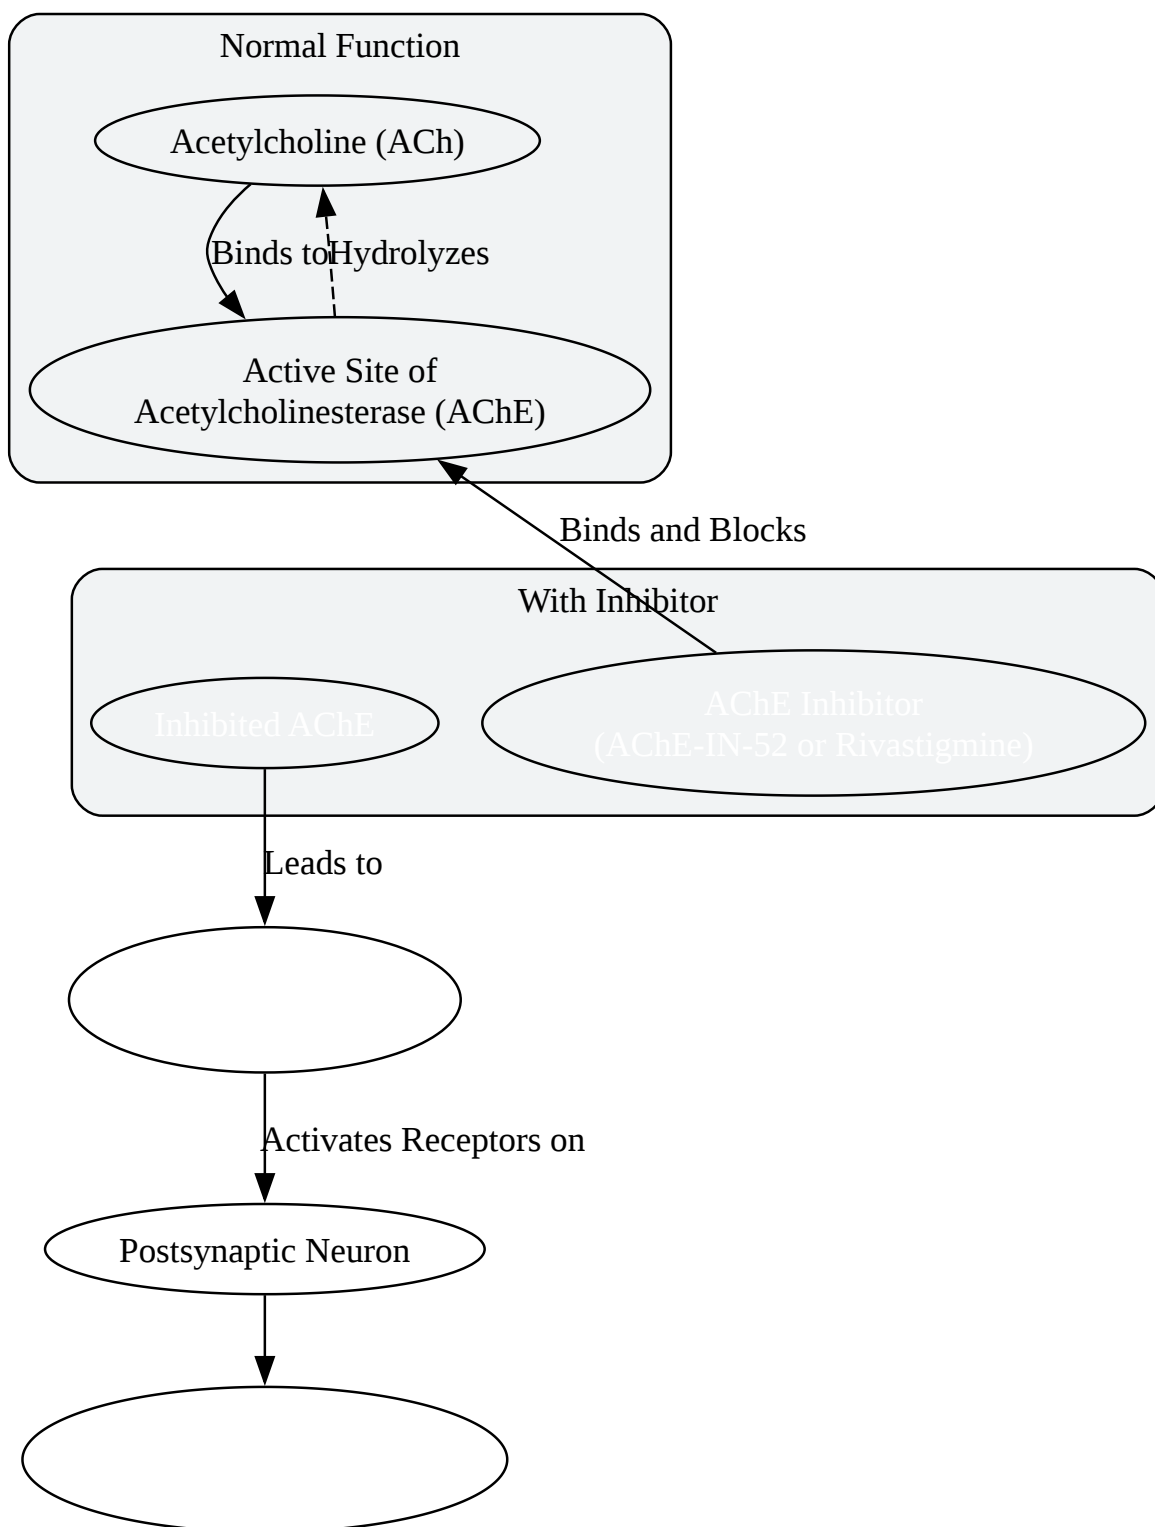 Normal Function
Acetylcholine (ACh)
Binds to
Hydrolyzes
Active Site of
Acetylcholinesterase (AChE)
Binds and Blocks
With Inhibitor
AChE Inhibitor
(AChE-IN-52 or Rivastigmine)
Inhibited AChE
Leads to
Activates Receptors on
Postsynaptic Neuron